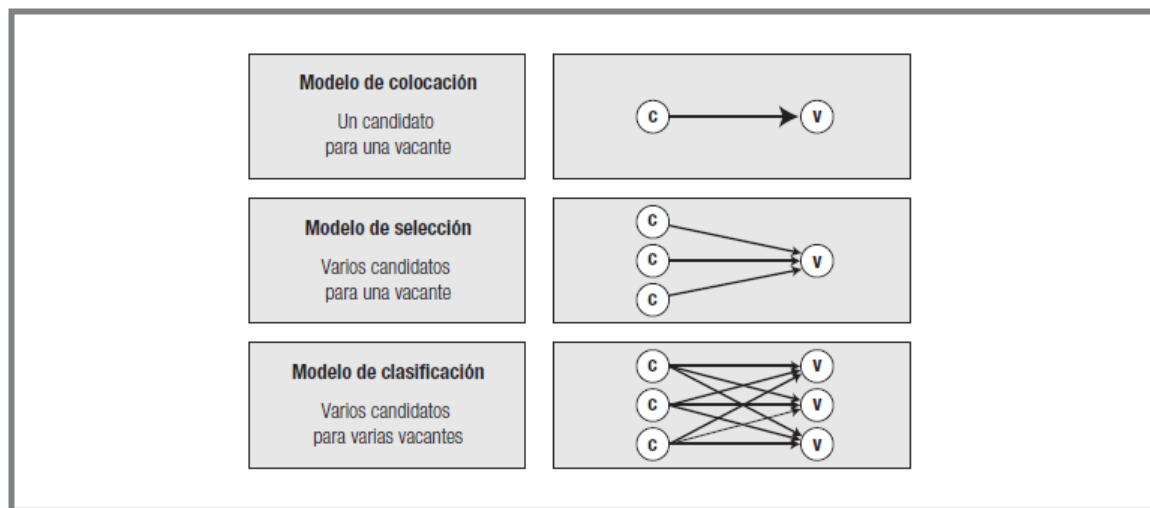 Modelo de colocación
Un candidato
para una vacante
C
V
Modelo de selección
Varios candidatos
para una vacante
C
C
C
V
Modelo de clasificación
Varios candidatos
para varias vacantes
C
V
C
V
C
V